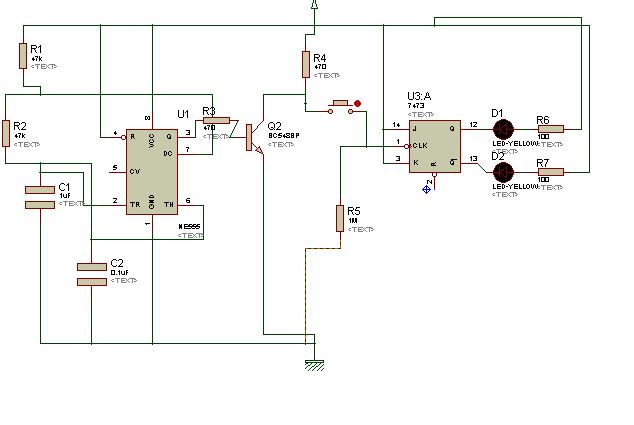 R1
47k
<TEXT>
R2
47k
<TEXT>
C1
1uF
<TEXT>
C2
0.1uF
<TEXT>
U1
8
VCC
4
R
Q
3
DC
7
5
CV
2
TR
GND
TH
6
1
NE555
<TEXT>
R3
470
<TEXT>
Q2
BC548BP
<TEXT>
R4
470
<TEXT>
R5
1M
<TEXT>
U3:A
7473
<TEXT>
14
J
Q
12
1
CLK
3
K
Q
13
R
2
D1
LED-YELLOW
<TEXT>
R6
100
<TEXT>
D2
LED-YELLOW
<TEXT>
R7
100
<TEXT>